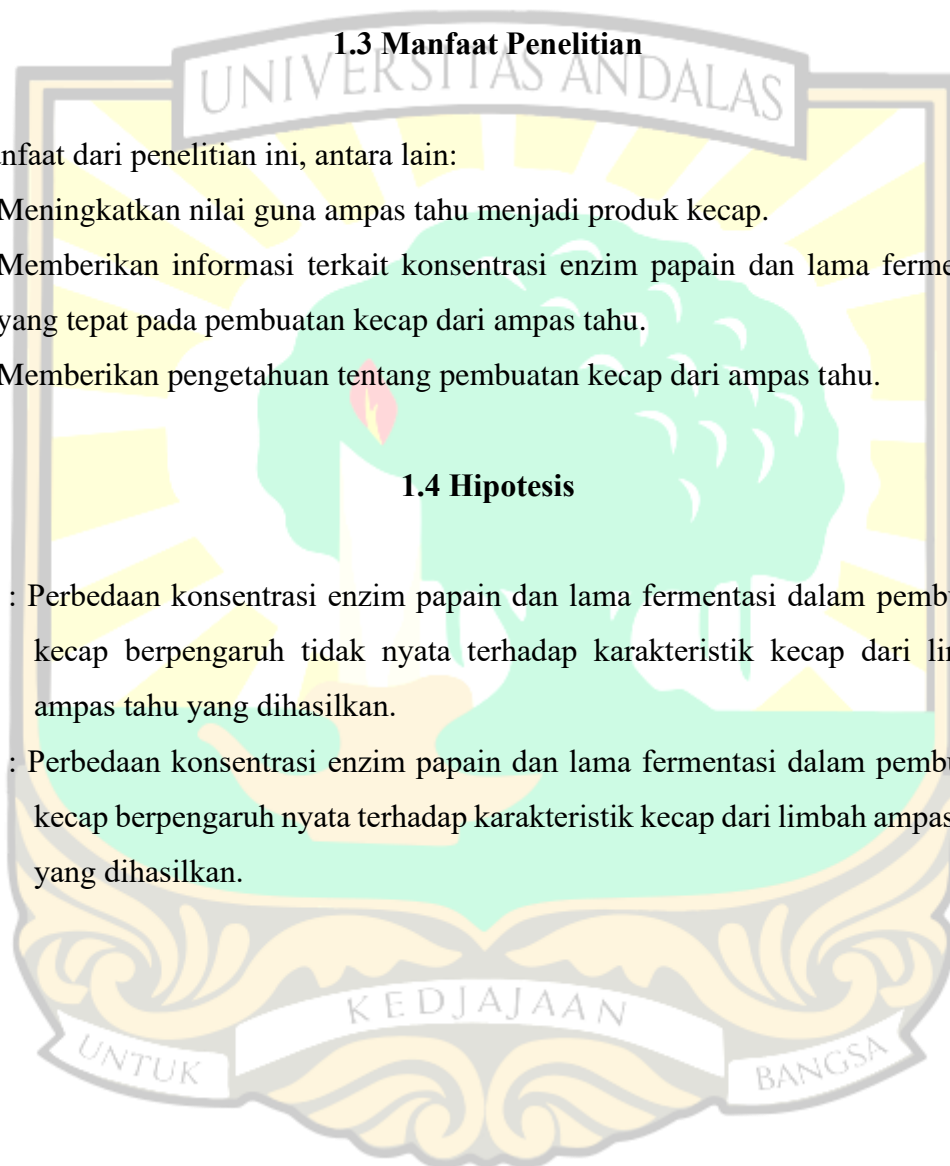 1.3 Manfaat Penelitian
UNIVERSITAS ANDALAS
nfaat dari penelitian ini, antara lain:
Meningkatkan nilai guna ampas tahu menjadi produk kecap.
Memberikan informasi terkait konsentrasi enzim papain dan lama ferme
yang tepat pada pembuatan kecap dari ampas tahu.
Memberikan pengetahuan tentang pembuatan kecap dari ampas tahu.
1.4 Hipotesis
: Perbedaan konsentrasi enzim papain dan lama fermentasi dalam pemb
kecap berpengaruh tidak nyata terhadap karakteristik kecap dari li
ampas tahu yang dihasilkan.
: Perbedaan konsentrasi enzim papain dan lama fermentasi dalam pemb
kecap berpengaruh nyata terhadap karakteristik kecap dari limbah ampas
yang dihasilkan.
KEDJAJAAN
UNTUK
BANGSA